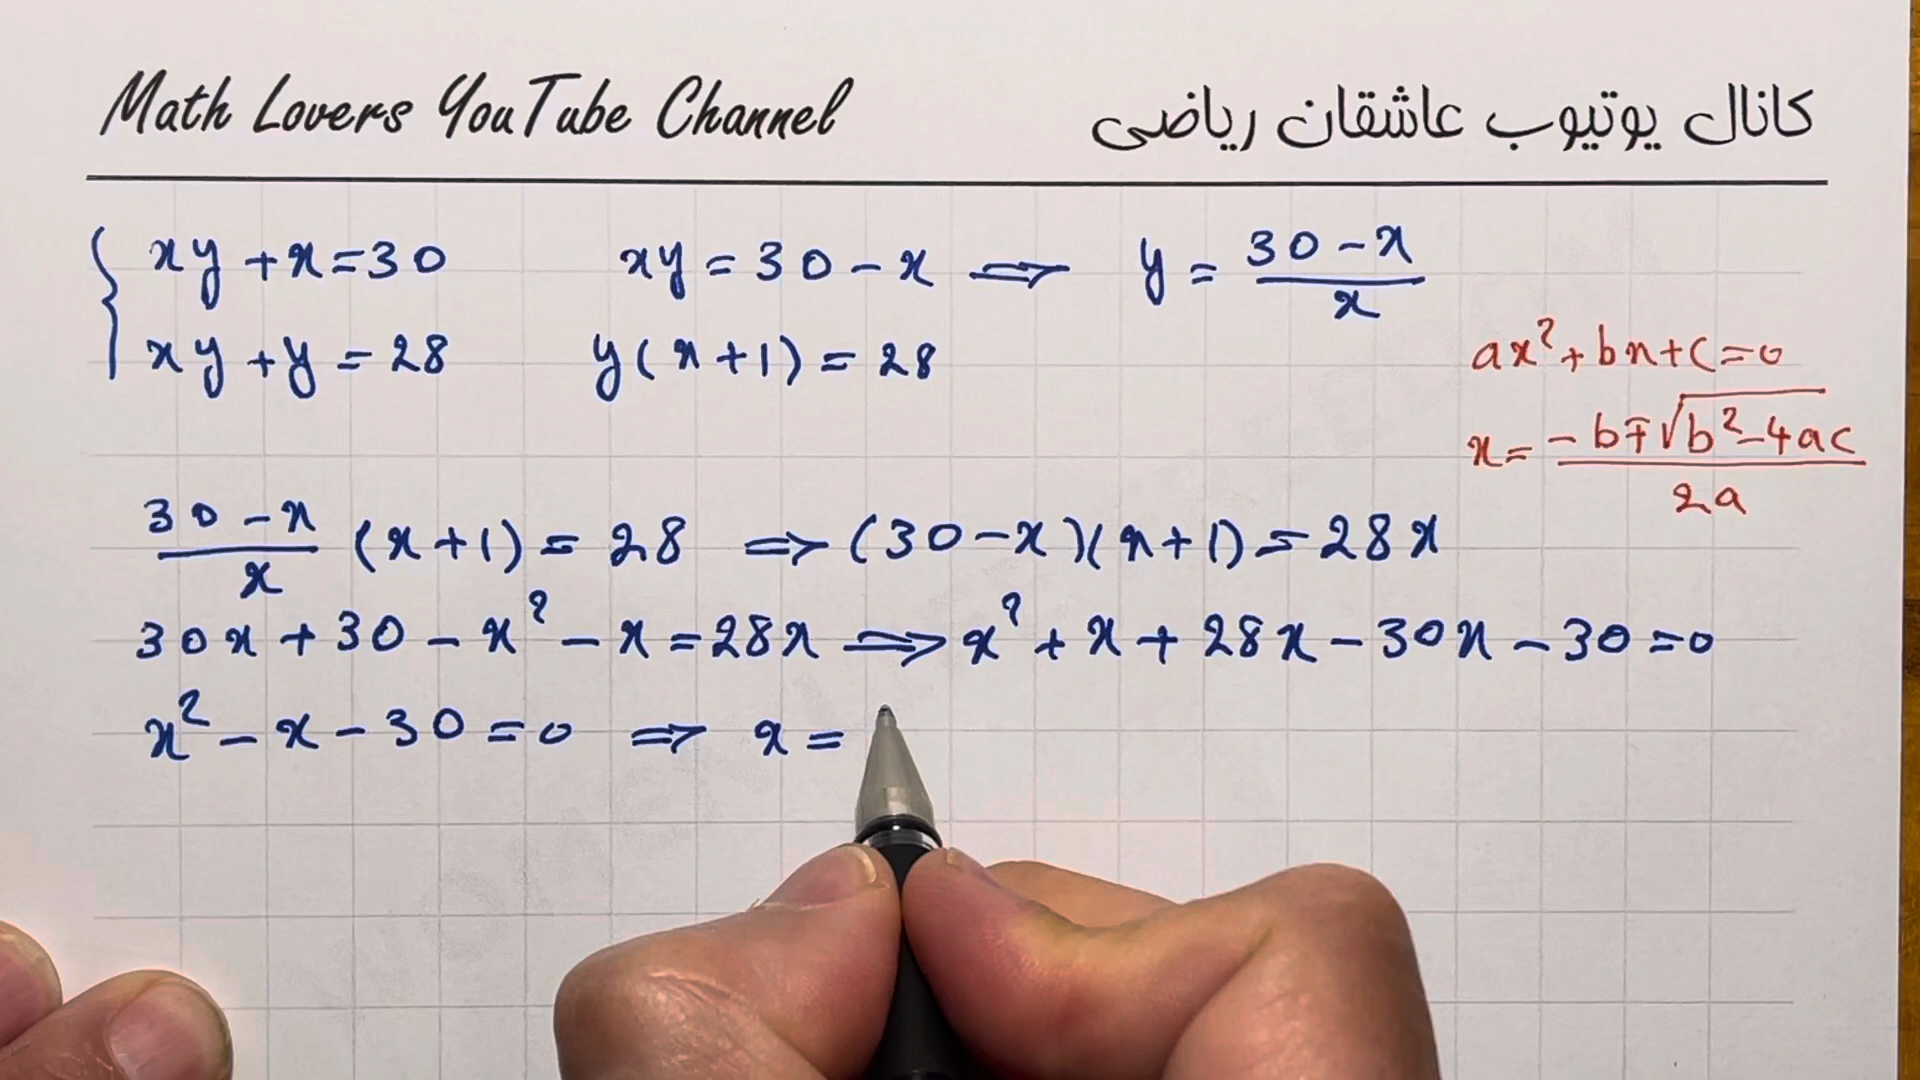 Math Lovers YouTube Channel
کانال یوتیوب عاشقان ریاضی
xy + x = 30
xy = 30 - x ⇒ y = (30 - x)/x
xy + y = 28
y(x + 1) = 28
ax² + bx + c = 0
x = (-b ∓ √(b² - 4ac))/2a
(30 - x)/x (x + 1) = 28 ⇒ (30 - x)(x + 1) = 28x
30x + 30 - x² - x = 28x ⇒ x² + x + 28x - 30x - 30 = 0
x² - x - 30 = 0 ⇒ x =